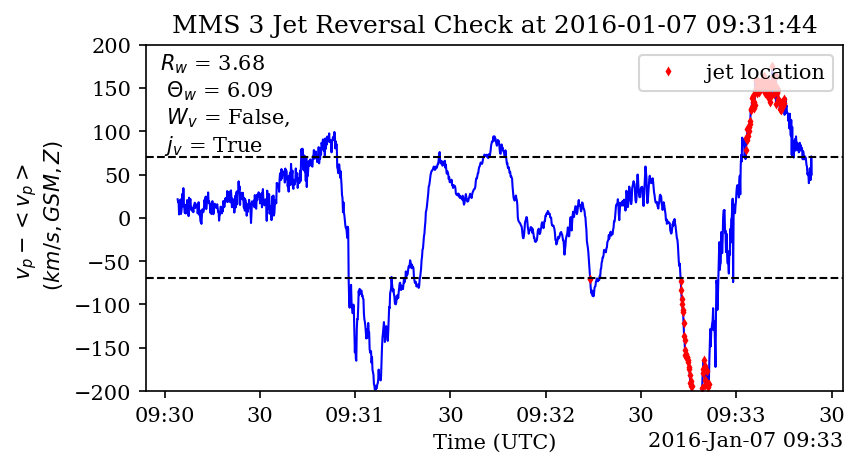 MMS 3 Jet Reversal Check at 2016-01-07 09:31:44
200
150
100
50
0
−50
−100
−150
−200
v_p − <v_p>
(km/s, GSM, Z)
R_w = 3.68
Θ_w = 6.09
W_v = False,
j_v = True
jet location
09:30
30
09:31
30
09:32
30
09:33
30
Time (UTC)
2016-Jan-07 09:33